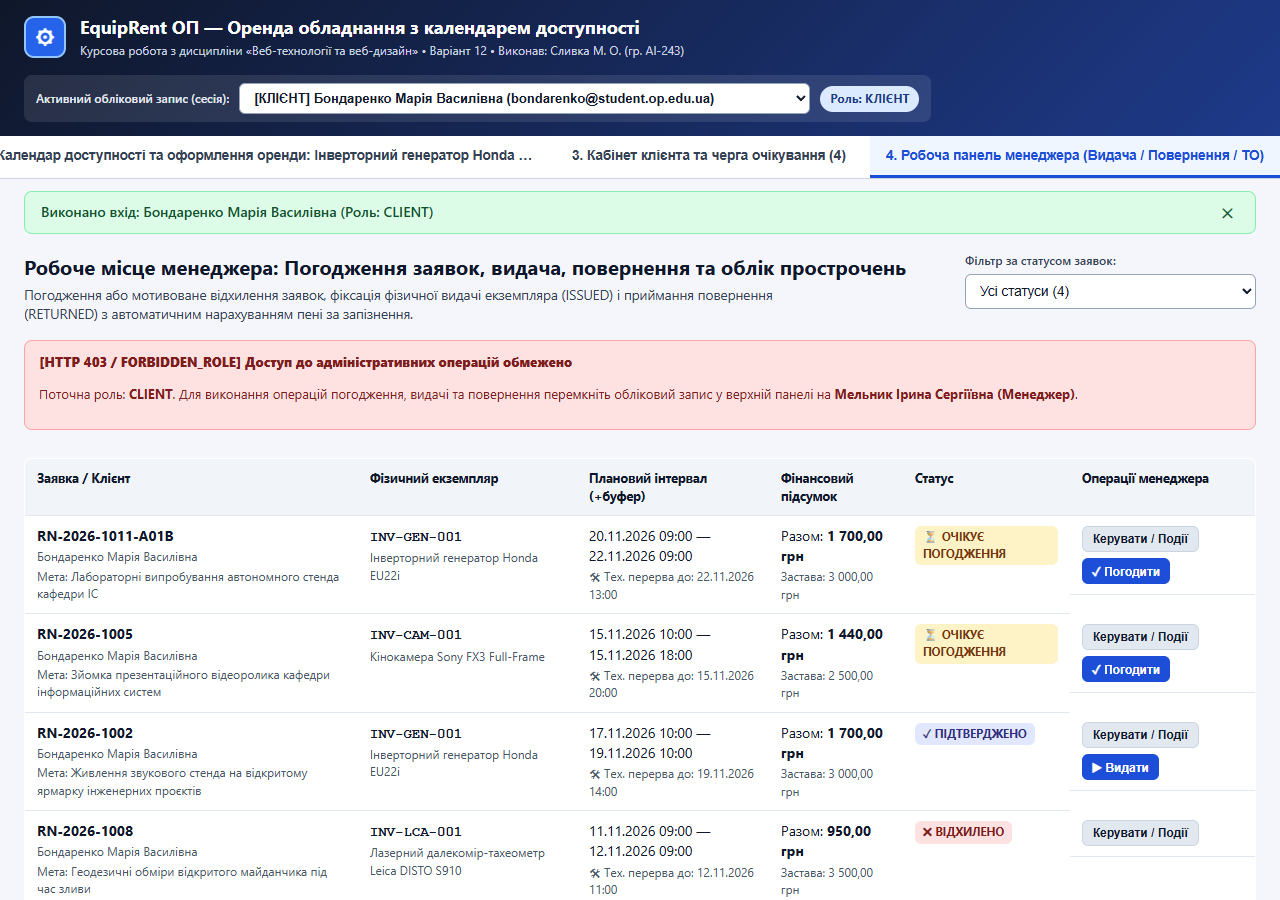 EquipRent ОП — Оренда обладнання з календарем доступності
Курсова робота з дисципліни «Веб-технології та веб-дизайн» • Варіант 12 • Виконав: Сливка М. О. (гр. АІ-243)
Активний обліковий запис (сесія):
[КЛІЄНТ] Бондаренко Марія Василівна (bondarenko@student.op.edu.ua)
Роль: КЛІЄНТ
Календар доступності та оформлення оренди: Інверторний генератор Honda …
3. Кабінет клієнта та черга очікування (4)
4. Робоча панель менеджера (Видача / Повернення / ТО)
Виконано вхід: Бондаренко Марія Василівна (Роль: CLIENT)
✕
Робоче місце менеджера: Погодження заявок, видача, повернення та облік прострочень
Погодження або мотивоване відхилення заявок, фіксація фізичної видачі екземпляра (ISSUED) і приймання повернення
(RETURNED) з автоматичним нарахуванням пені за запізнення.
Фільтр за статусом заявок:
Усі статуси (4)
[HTTP 403 / FORBIDDEN_ROLE] Доступ до адміністративних операцій обмежено
Поточна роль: CLIENT. Для виконання операцій погодження, видачі та повернення перемкніть обліковий запис у верхній панелі на Мельник Ірина Сергіївна (Менеджер).
Заявка / Клієнт
Фізичний екземпляр
Плановий інтервал
(+буфер)
Фінансовий
підсумок
Статус
Операції менеджера
RN-2026-1011-A01B
Бондаренко Марія Василівна
Мета: Лабораторні випробування автономного стенда
кафедри ІС
INV-GEN-001
Інверторний генератор Honda
EU22i
20.11.2026 09:00 —
22.11.2026 09:00
🛠 Тех. перерва до: 22.11.2026
13:00
Разом: 1 700,00
грн
Застава: 3 000,00
грн
⏳ ОЧІКУЄ
ПОГОДЖЕННЯ
Керувати / Події
✓ Погодити
RN-2026-1005
Бондаренко Марія Василівна
Мета: Зйомка презентаційного відеоролика кафедри
інформаційних систем
INV-CAM-001
Кінокамера Sony FX3 Full-Frame
15.11.2026 10:00 —
15.11.2026 18:00
🛠 Тех. перерва до: 15.11.2026
20:00
Разом: 1 440,00
грн
Застава: 2 500,00
грн
⏳ ОЧІКУЄ
ПОГОДЖЕННЯ
Керувати / Події
✓ Погодити
RN-2026-1002
Бондаренко Марія Василівна
Мета: Живлення звукового стенда на відкритому
ярмарку інженерних проєктів
INV-GEN-001
Інверторний генератор Honda
EU22i
17.11.2026 10:00 —
19.11.2026 10:00
🛠 Тех. перерва до: 19.11.2026
14:00
Разом: 1 700,00
грн
Застава: 3 000,00
грн
✓ ПІДТВЕРДЖЕНО
Керувати / Події
▶ Видати
RN-2026-1008
Бондаренко Марія Василівна
Мета: Геодезичні обміри відкритого майданчика під
час зливи
INV-LCA-001
Лазерний далекомір-тахеометр
Leica DISTO S910
11.11.2026 09:00 —
12.11.2026 09:00
🛠 Тех. перерва до: 12.11.2026
11:00
Разом: 950,00
грн
Застава: 3 500,00
грн
✕ ВІДХИЛЕНО
Керувати / Події